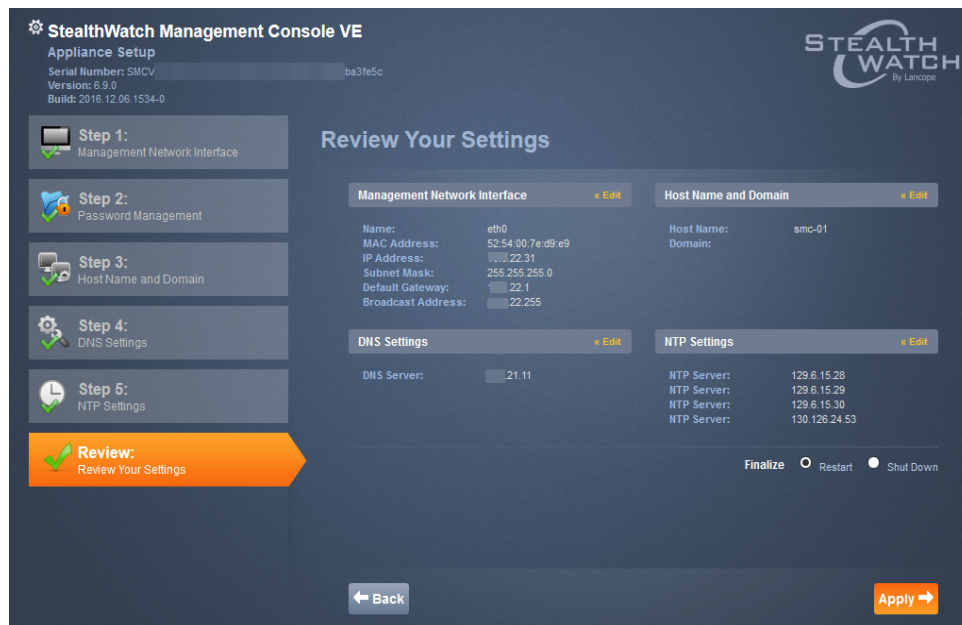 StealthWatch Management Console VE
Appliance Setup
Serial Number: SMCV ba3fe5c
Version: 6.9.0
Build: 2016.12.06.1534-0
STEALTH
WATCH
By Lancope
Step 1:
Management Network Interface
Step 2:
Password Management
Step 3:
Host Name and Domain
Step 4:
DNS Settings
Step 5:
NTP Settings
Review:
Review Your Settings
Review Your Settings
Management Network Interface « Edit
Name: eth0
MAC Address: 52:54:00:7e:d9:e9
IP Address: .22.31
Subnet Mask: 255.255.255.0
Default Gateway: .22.1
Broadcast Address: .22.255
Host Name and Domain « Edit
Host Name: smc-01
Domain:
DNS Settings « Edit
DNS Server: .21.11
NTP Settings « Edit
NTP Server: 129.6.15.28
NTP Server: 129.6.15.29
NTP Server: 129.6.15.30
NTP Server: 130.126.24.53
Finalize Restart Shut Down
Back
Apply